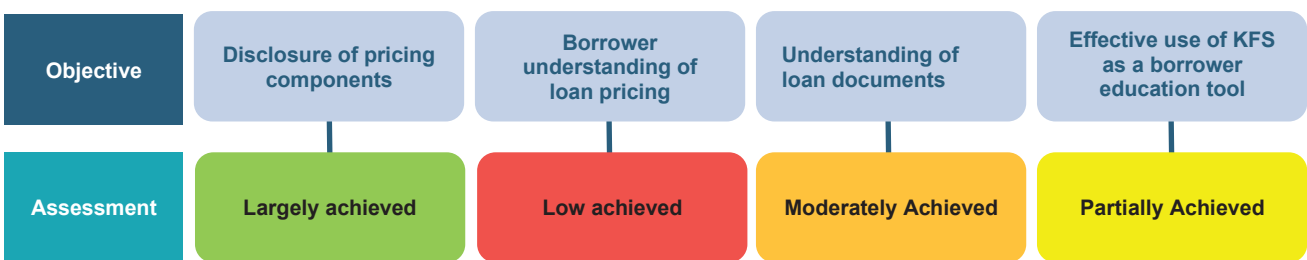 Objective
Disclosure of pricing
components
Borrower
understanding of
loan pricing
Understanding of
loan documents
Effective use of KFS
as a borrower
education tool
Assessment
Largely achieved
Low achieved
Moderately Achieved
Partially Achieved